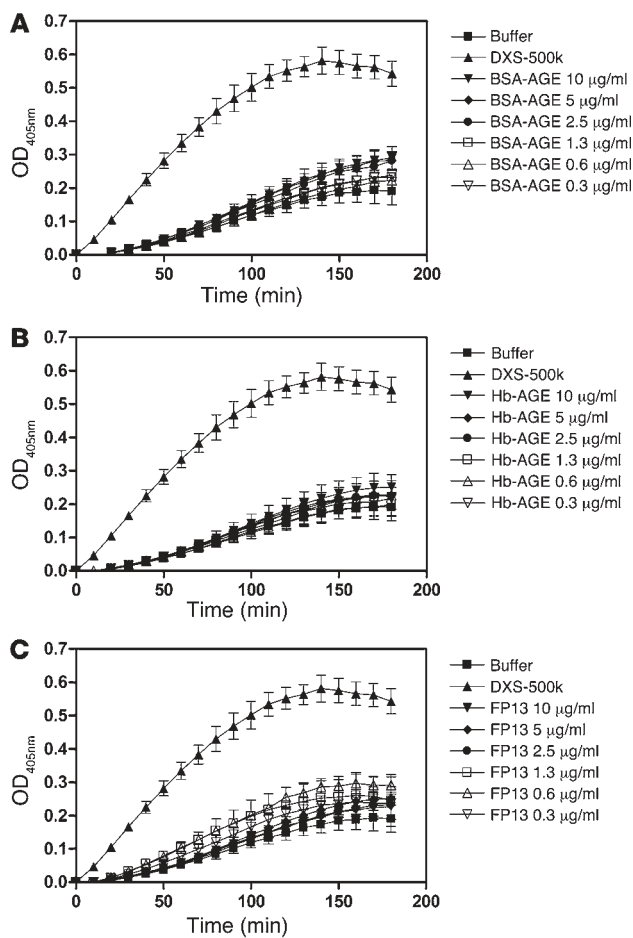 A
0.7
0.6
0.5
0.4
0.3
0.2
0.1
0.0
OD405nm
0 50 100 150 200
Time (min)
Buffer
DXS-500k
BSA-AGE 10 μg/ml
BSA-AGE 5 μg/ml
BSA-AGE 2.5 μg/ml
BSA-AGE 1.3 μg/ml
BSA-AGE 0.6 μg/ml
BSA-AGE 0.3 μg/ml
B
0.7
0.6
0.5
0.4
0.3
0.2
0.1
0.0
OD405nm
0 50 100 150 200
Time (min)
Buffer
DXS-500k
Hb-AGE 10 μg/ml
Hb-AGE 5 μg/ml
Hb-AGE 2.5 μg/ml
Hb-AGE 1.3 μg/ml
Hb-AGE 0.6 μg/ml
Hb-AGE 0.3 μg/ml
C
0.7
0.6
0.5
0.4
0.3
0.2
0.1
0.0
OD405nm
0 50 100 150 200
Time (min)
Buffer
DXS-500k
FP13 10 μg/ml
FP13 5 μg/ml
FP13 2.5 μg/ml
FP13 1.3 μg/ml
FP13 0.6 μg/ml
FP13 0.3 μg/ml